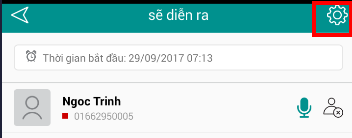 sẽ diễn ra
Thời gian bắt đầu: 29/09/2017 07:13
Ngoc Trinh
01662950005